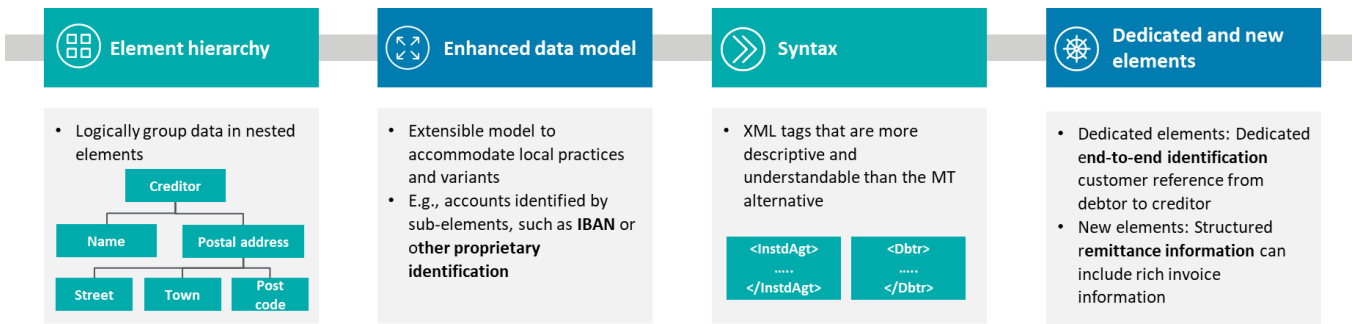 Element hierarchy
• Logically group data in nested
elements
Creditor
Name
Postal address
Street
Town
Post
code
Enhanced data model
• Extensible model to
accommodate local practices
and variants
• E.g., accounts identified by
sub-elements, such as IBAN or
other proprietary
identification
Syntax
• XML tags that are more
descriptive and
understandable than the MT
alternative
<InstdAgt>
.....
</InstdAgt>
<Dbtr>
.....
</Dbtr>
Dedicated and new
elements
• Dedicated elements: Dedicated
end-to-end identification
customer reference from
debtor to creditor
• New elements: Structured
remittance information can
include rich invoice
information